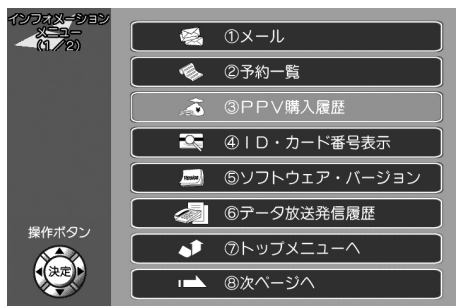 インフォメーション
メニュー
(1/2)
①メール
②予約一覧
③PPV購入履歴
④ID・カード番号表示
⑤ソフトウェア・バージョン
⑥データ放送発信履歴
⑦トップメニューへ
⑧次ページへ
操作ボタン
決定